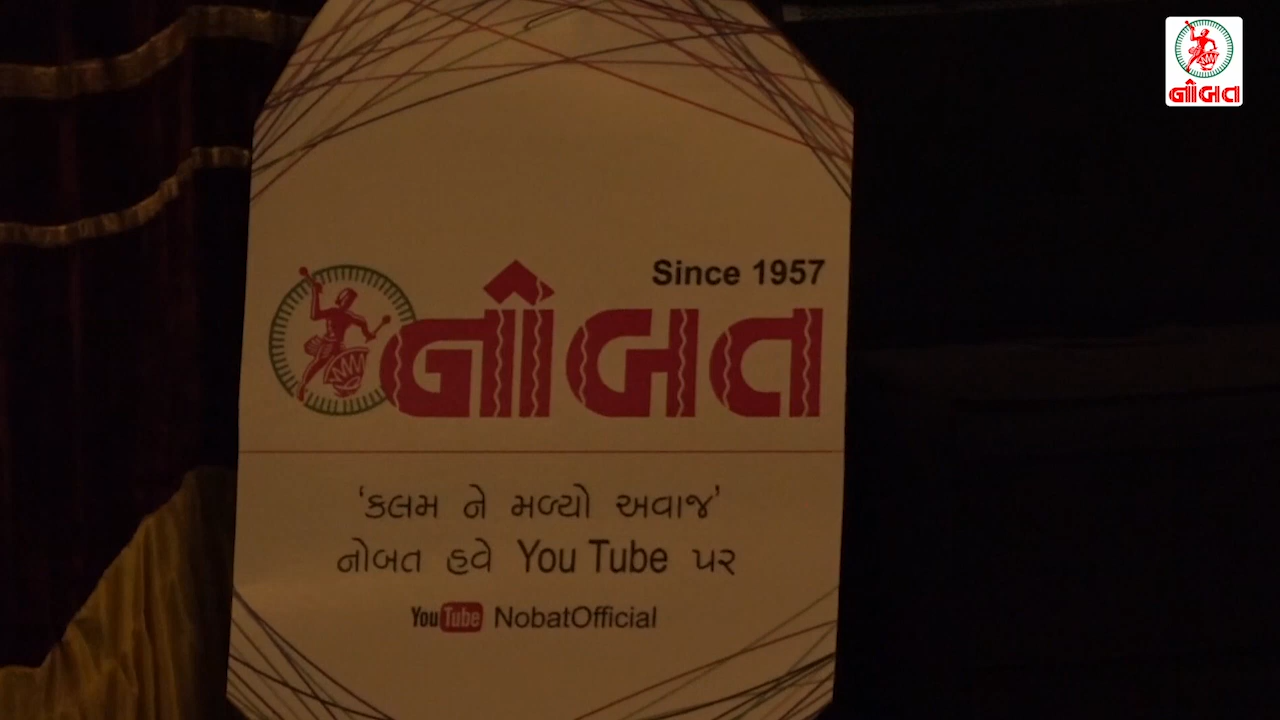 નોબત
Since 1957
નોબત
'કલમ ને મળ્યો અવાજ'
નોબત હવે You Tube પર
YouTube NobatOfficial